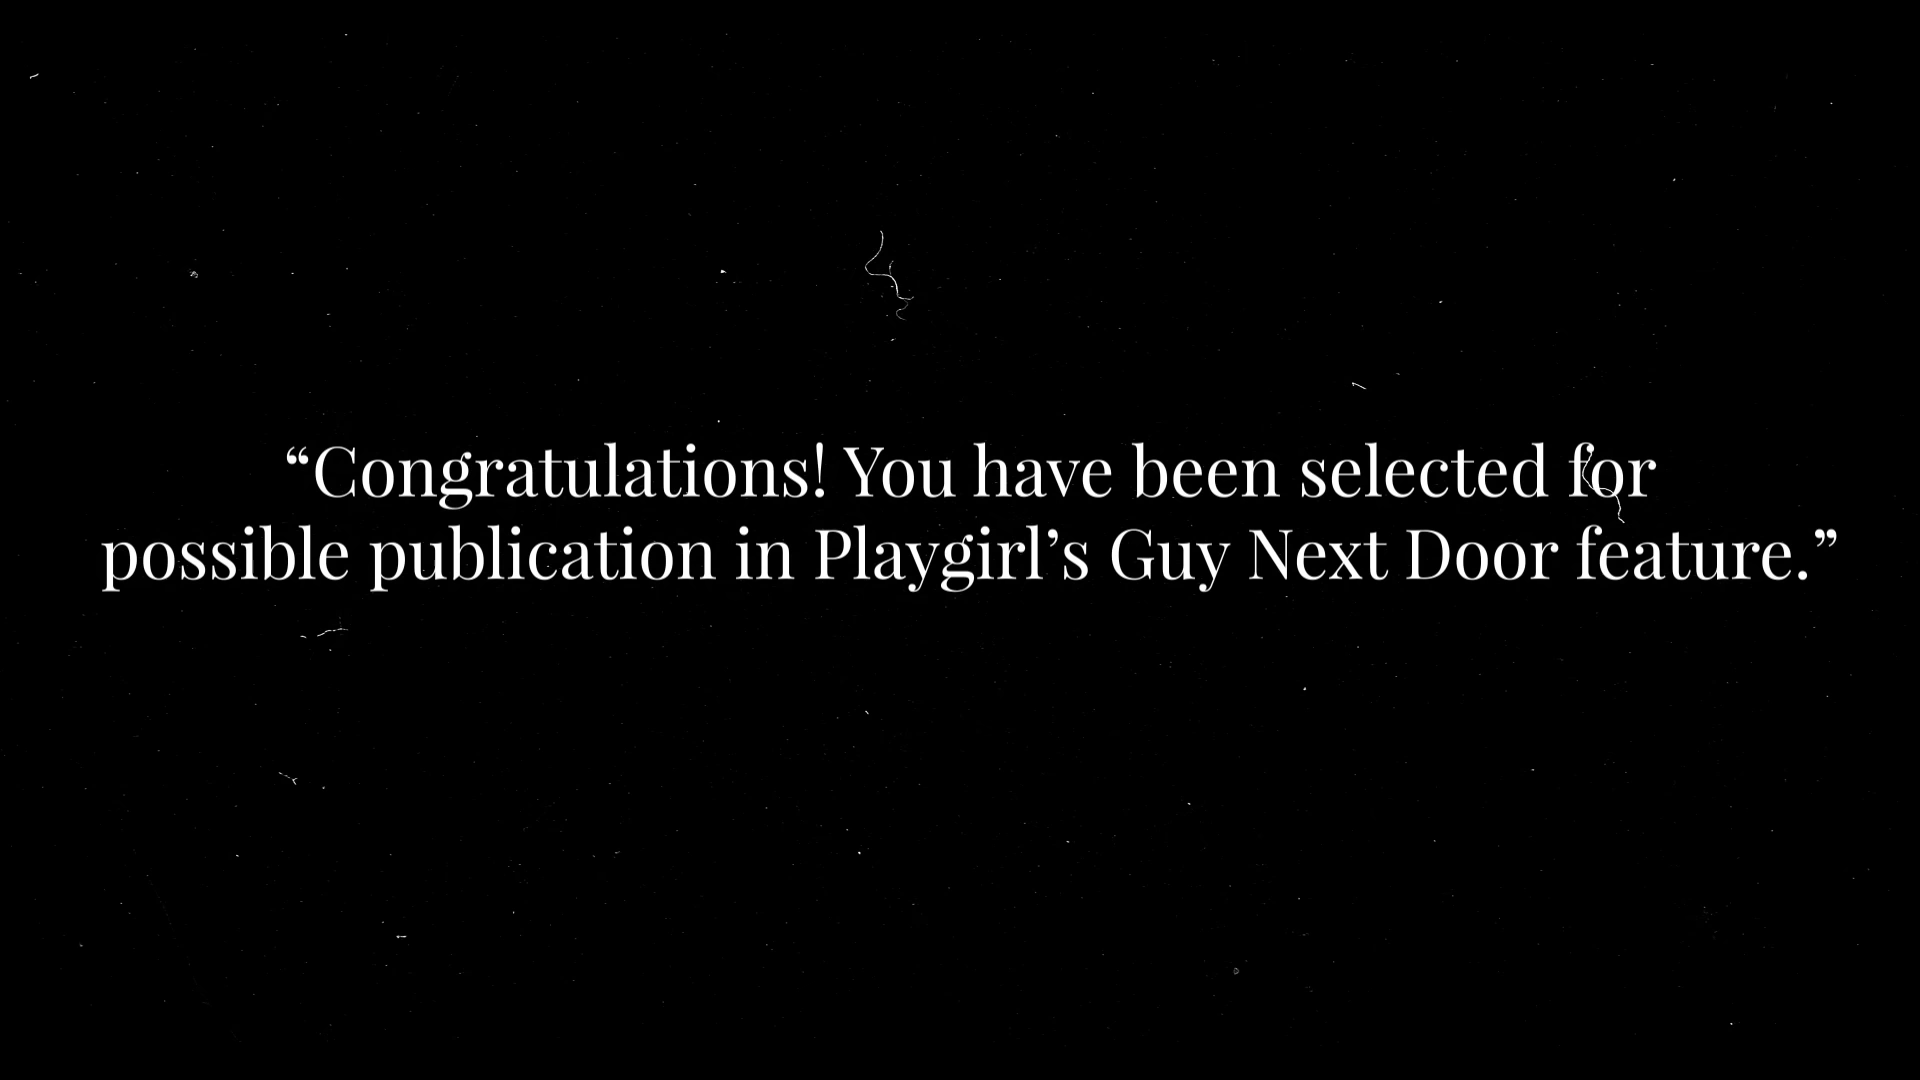 “Congratulations! You have been selected for
possible publication in Playgirl’s Guy Next Door feature.”